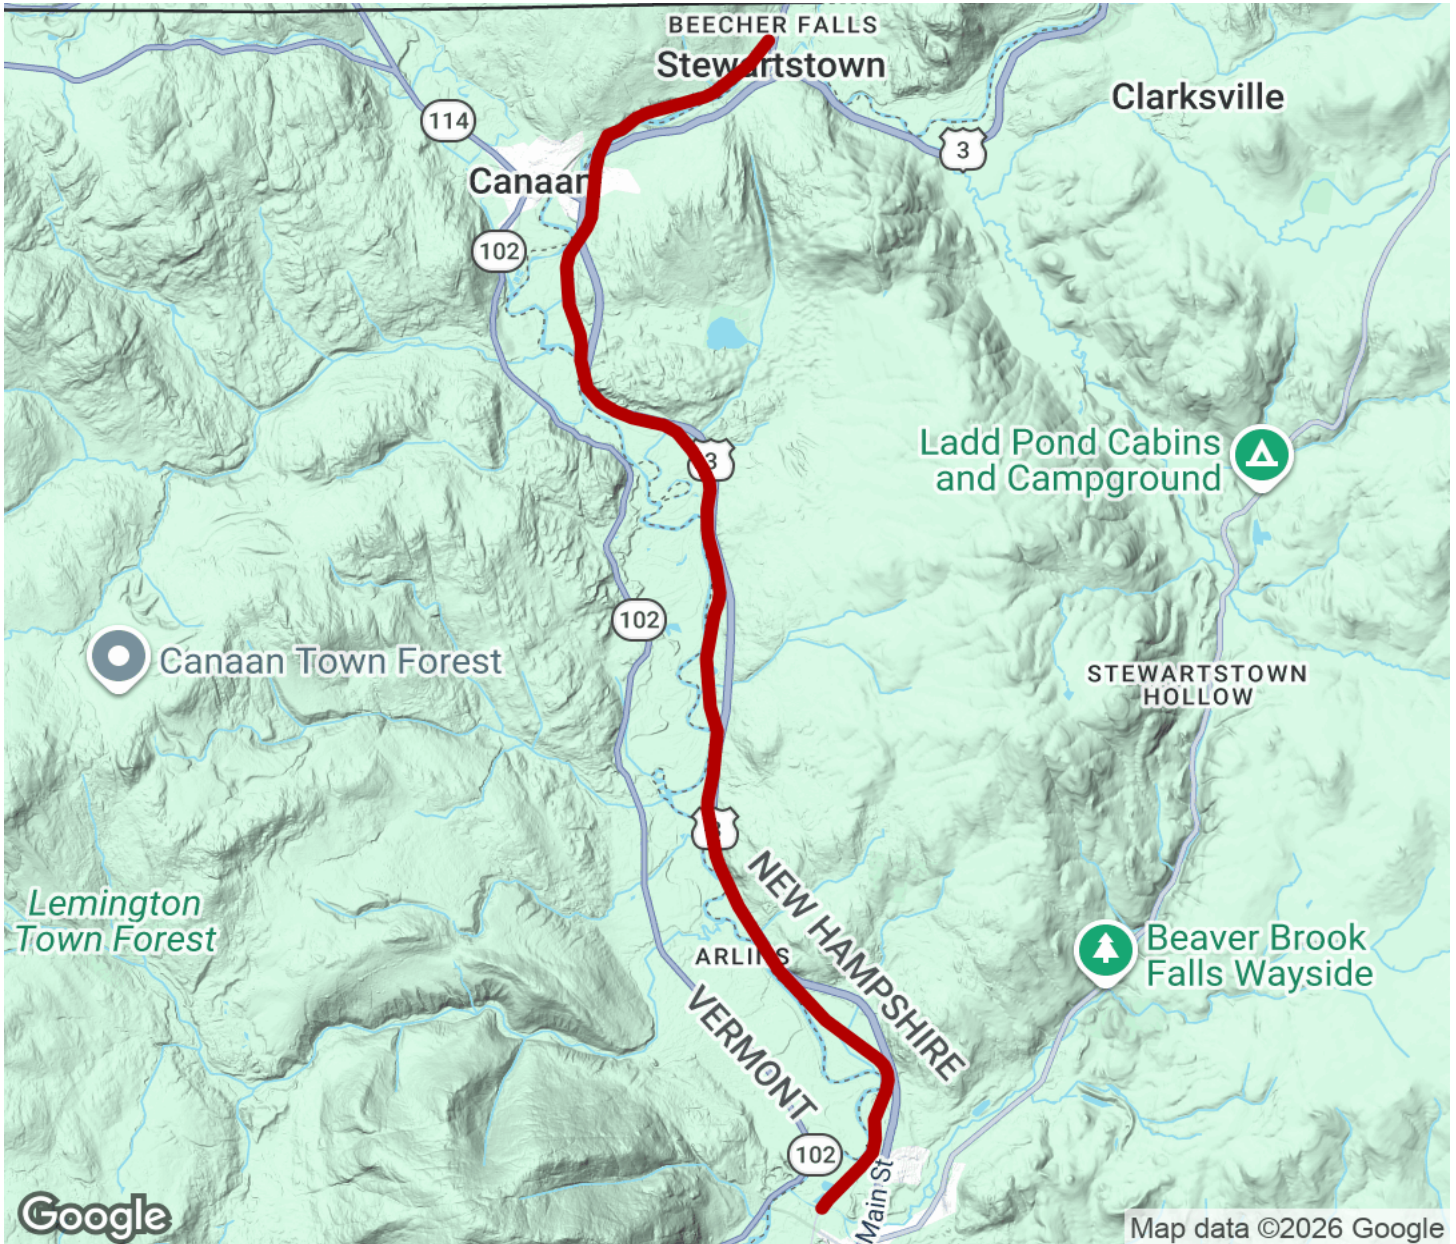 BEECHER FALLS
Stewartstown
Clarksville
114
3
Canaan
102
Ladd Pond Cabins
and Campground
3
102
Canaan Town Forest
STEWARTSTOWN
HOLLOW
NEW HAMPSHIRE
Lemington
Town Forest
Beaver Brook
Falls Wayside
VERMONT
102
Main St
Google
Map data ©2026 Google